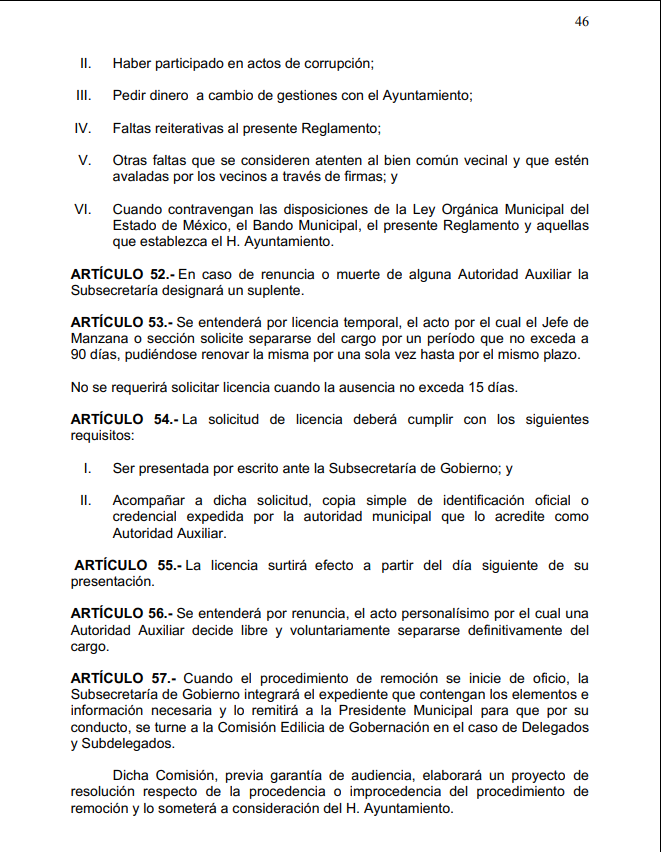 46
II. Haber participado en actos de corrupción;
III. Pedir dinero a cambio de gestiones con el Ayuntamiento;
IV. Faltas reiterativas al presente Reglamento;
V. Otras faltas que se consideren atenten al bien común vecinal y que estén
avaladas por los vecinos a través de firmas; y
VI. Cuando contravengan las disposiciones de la Ley Orgánica Municipal del
Estado de México, el Bando Municipal, el presente Reglamento y aquellas
que establezca el H. Ayuntamiento.
ARTÍCULO 52.- En caso de renuncia o muerte de alguna Autoridad Auxiliar la
Subsecretaría designará un suplente.
ARTÍCULO 53.- Se entenderá por licencia temporal, el acto por el cual el Jefe de
Manzana o sección solicite separarse del cargo por un período que no exceda a
90 días, pudiéndose renovar la misma por una sola vez hasta por el mismo plazo.
No se requerirá solicitar licencia cuando la ausencia no exceda 15 días.
ARTÍCULO 54.- La solicitud de licencia deberá cumplir con los siguientes
requisitos:
I. Ser presentada por escrito ante la Subsecretaría de Gobierno; y
II. Acompañar a dicha solicitud, copia simple de identificación oficial o
credencial expedida por la autoridad municipal que lo acredite como
Autoridad Auxiliar.
ARTÍCULO 55.- La licencia surtirá efecto a partir del día siguiente de su
presentación.
ARTÍCULO 56.- Se entenderá por renuncia, el acto personalísimo por el cual una
Autoridad Auxiliar decide libre y voluntariamente separarse definitivamente del
cargo.
ARTÍCULO 57.- Cuando el procedimiento de remoción se inicie de oficio, la
Subsecretaría de Gobierno integrará el expediente que contengan los elementos e
información necesaria y lo remitirá a la Presidente Municipal para que por su
conducto, se turne a la Comisión Edilicia de Gobernación en el caso de Delegados
y Subdelegados.
Dicha Comisión, previa garantía de audiencia, elaborará un proyecto de
resolución respecto de la procedencia o improcedencia del procedimiento de
remoción y lo someterá a consideración del H. Ayuntamiento.